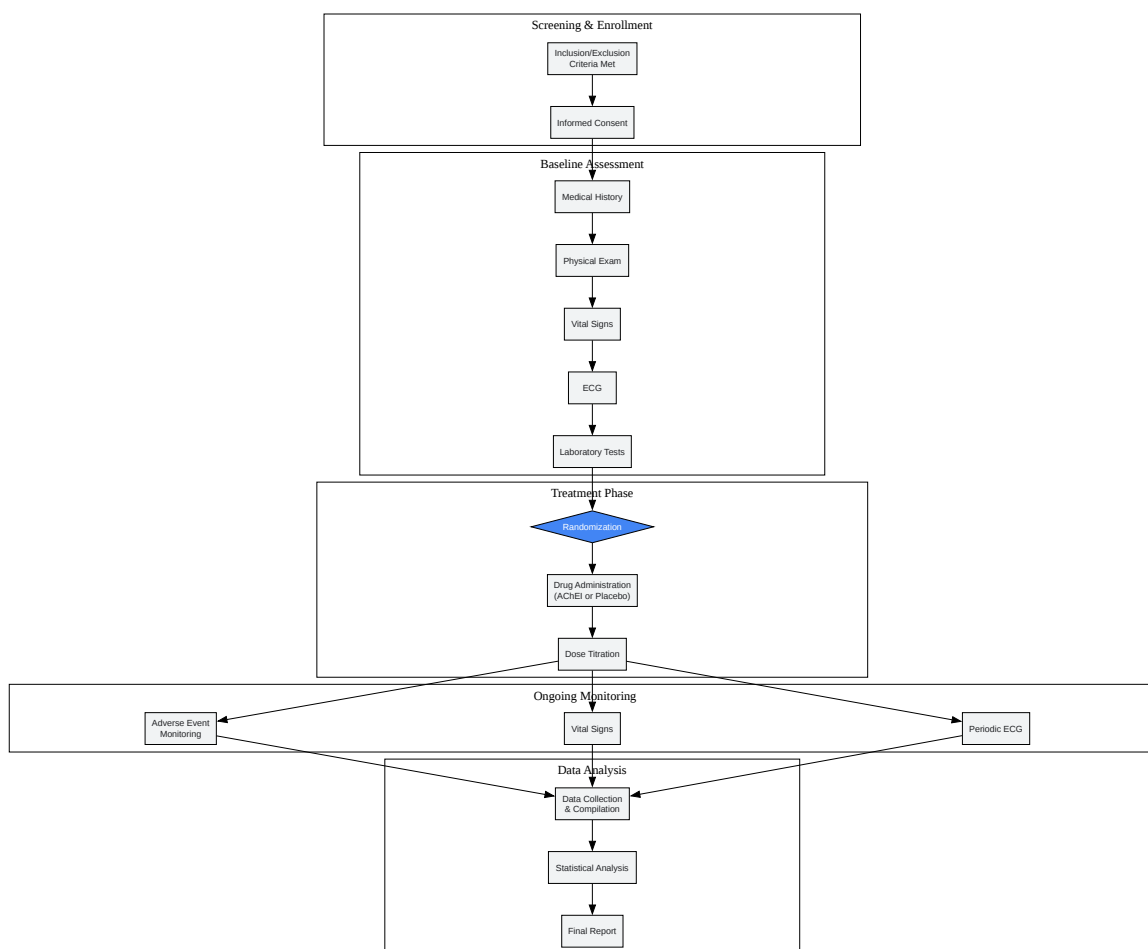 Screening & Enrollment
Inclusion/Exclusion
Criteria Met
Informed Consent
Baseline Assessment
Medical History
Physical Exam
Vital Signs
ECG
Laboratory Tests
Treatment Phase
Randomization
Drug Administration
(AChEI or Placebo)
Dose Titration
Ongoing Monitoring
Adverse Event
Monitoring
Vital Signs
Periodic ECG
Data Analysis
Data Collection
& Compilation
Statistical Analysis
Final Report